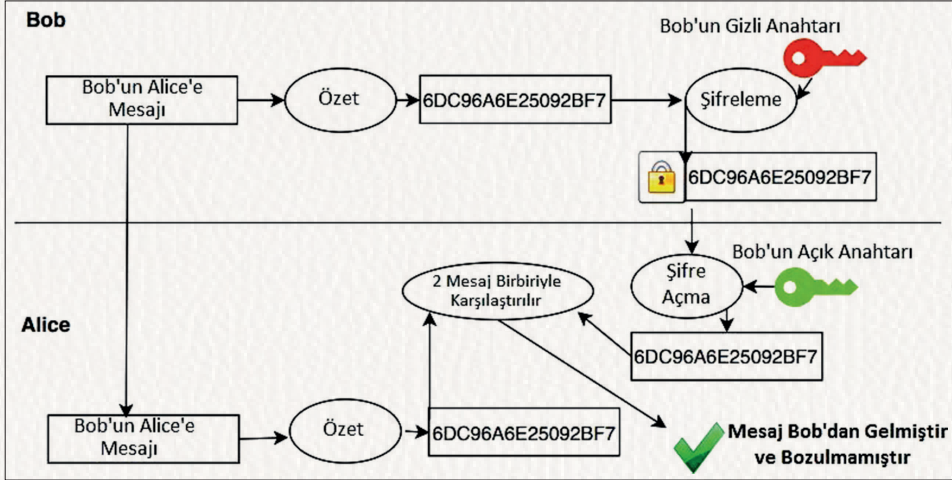 Bob
Bob'un Gizli Anahtarı
Bob'un Alice'e
Mesajı
Özet
6DC96A6E25092BF7
Şifreleme
6DC96A6E25092BF7
Bob'un Açık Anahtarı
Şifre
Açma
2 Mesaj Birbiriyle
Karşılaştırılır
Alice
6DC96A6E25092BF7
Bob'un Alice'e
Mesajı
Özet
6DC96A6E25092BF7
Mesaj Bob'dan Gelmiştir
ve Bozulmamıştır